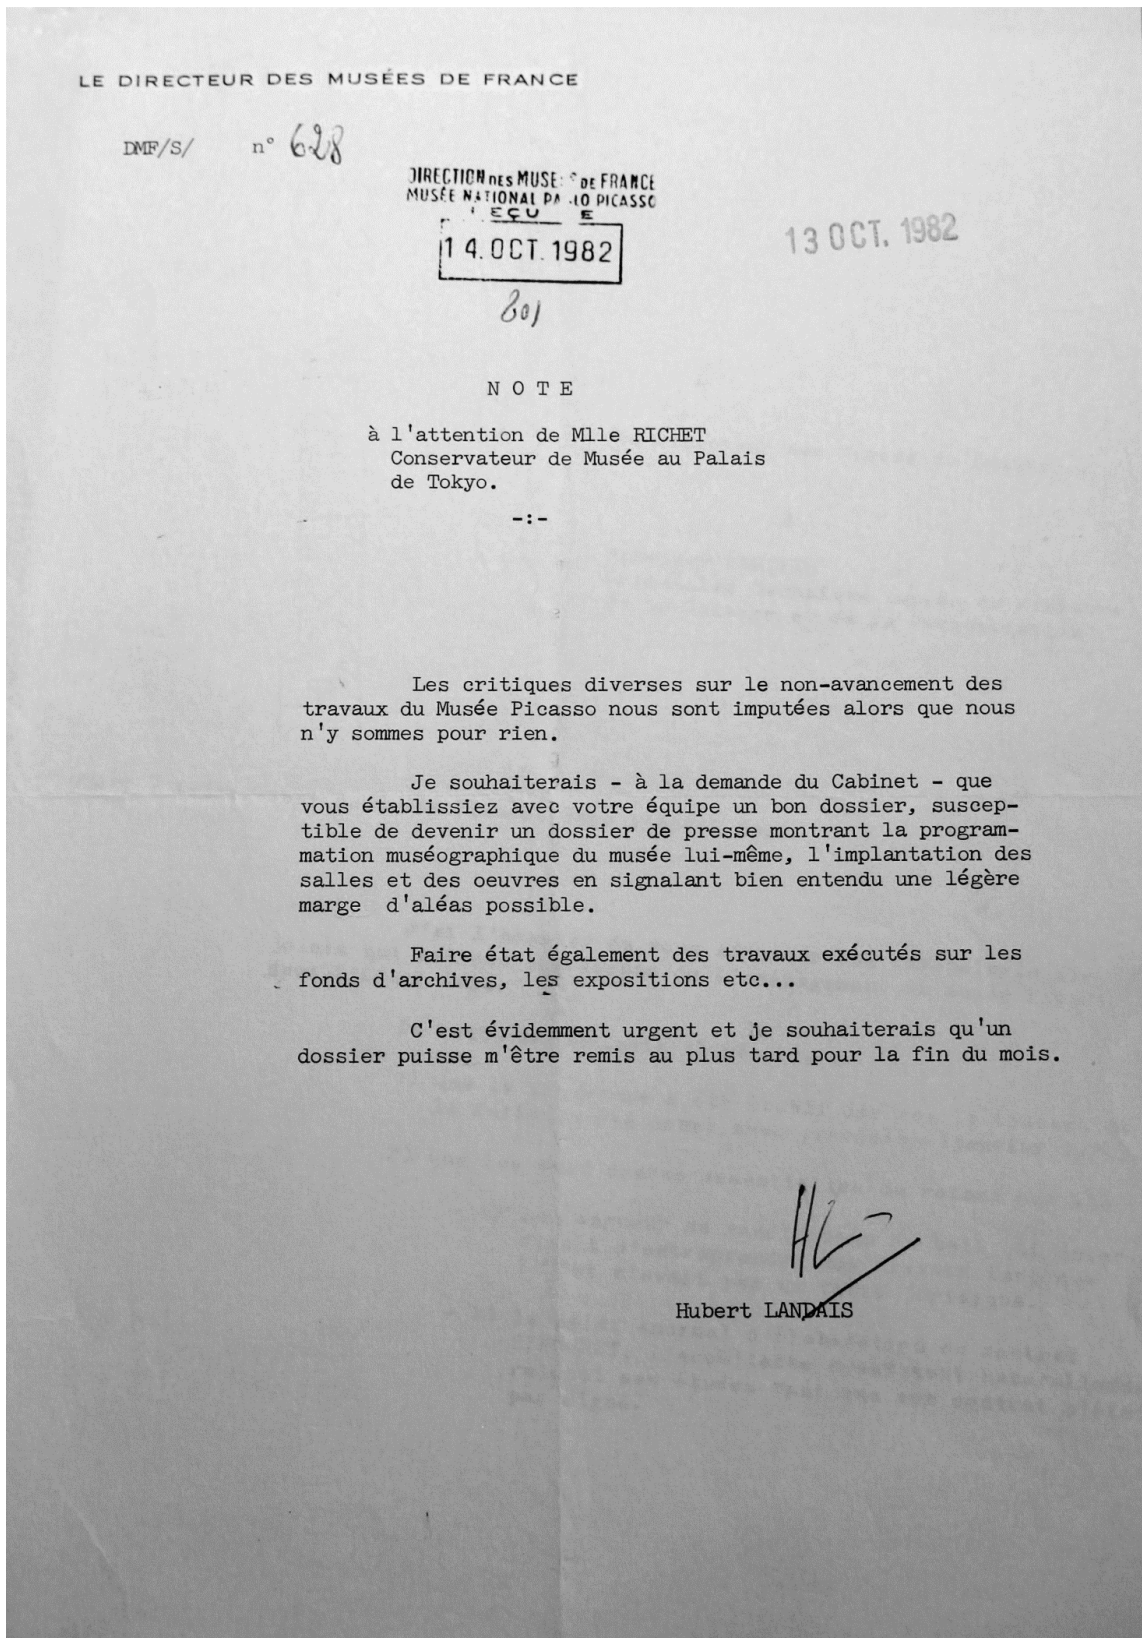 LE DIRECTEUR DES MUSÉES DE FRANCE
DMF/S/ n° 628
DIRECTION DES MUSE DE FRANCE
MUSÉE NATIONAL PABLO PICASSO
14. OCT. 1982
13 OCT. 1982
801
NOTE
à l'attention de Mlle RICHET
Conservateur de Musée au Palais
de Tokyo.
-:-
Les critiques diverses sur le non-avancement des
travaux du Musée Picasso nous sont imputées alors que nous
n'y sommes pour rien.
Je souhaiterais - à la demande du Cabinet - que
vous établissiez avec votre équipe un bon dossier, suscep-
tible de devenir un dossier de presse montrant la program-
mation muséographique du musée lui-même, l'implantation des
salles et des oeuvres en signalant bien entendu une légère
marge d'aléas possible.
Faire état également des travaux exécutés sur les
fonds d'archives, les expositions etc...
C'est évidemment urgent et je souhaiterais qu'un
dossier puisse m'être remis au plus tard pour la fin du mois.
HL
Hubert LANDAIS